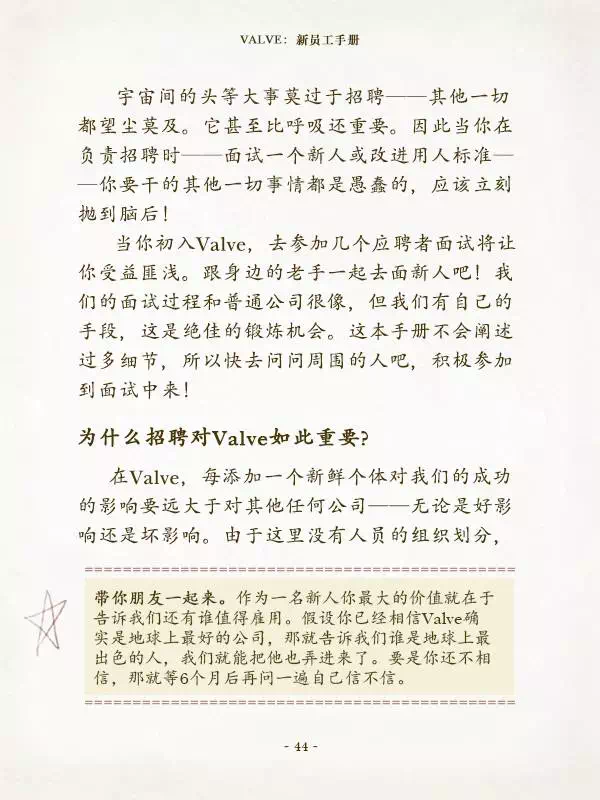 VALVE：新员工手册
宇宙间的头等大事莫过于招聘——其他一切
都望尘莫及。它甚至比呼吸还重要。因此当你在
负责招聘时——面试一个新人或改进用人标准—
—你要干的其他一切事情都是愚蠢的，应该立刻
抛到脑后！
当你初入Valve，去参加几个应聘者面试将让
你受益匪浅。跟身边的老手一起去面新人吧！我
们的面试过程和普通公司很像，但我们有自己的
手段，这是绝佳的锻炼机会。这本手册不会阐述
过多细节，所以快去问问周围的人吧，积极参加
到面试中来！
为什么招聘对Valve如此重要?
在Valve，每添加一个新鲜个体对我们的成功
的影响要远大于对其他任何公司——无论是好影
响还是坏影响。由于这里没有人员的组织划分，
带你朋友一起来。作为一名新人你最大的价值就在于
告诉我们还有谁值得雇用。假设你已经相信Valve确
实是地球上最好的公司，那就告诉我们谁是地球上最
出色的人，我们就能把他也弄进来了。要是你还不相
信，那就等6个月后再问一遍自己信不信。
- 44 -